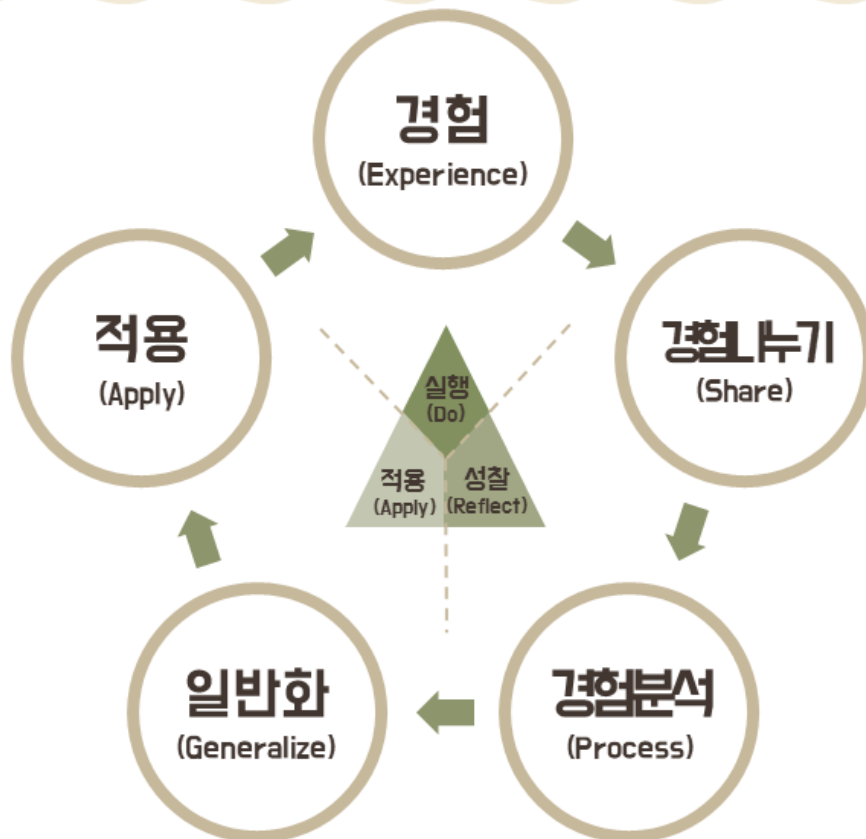 경험
(Experience)
경험나누기
(Share)
경험분석
(Process)
일반화
(Generalize)
적용
(Apply)
실행
(Do)
성찰
(Reflect)
적용
(Apply)